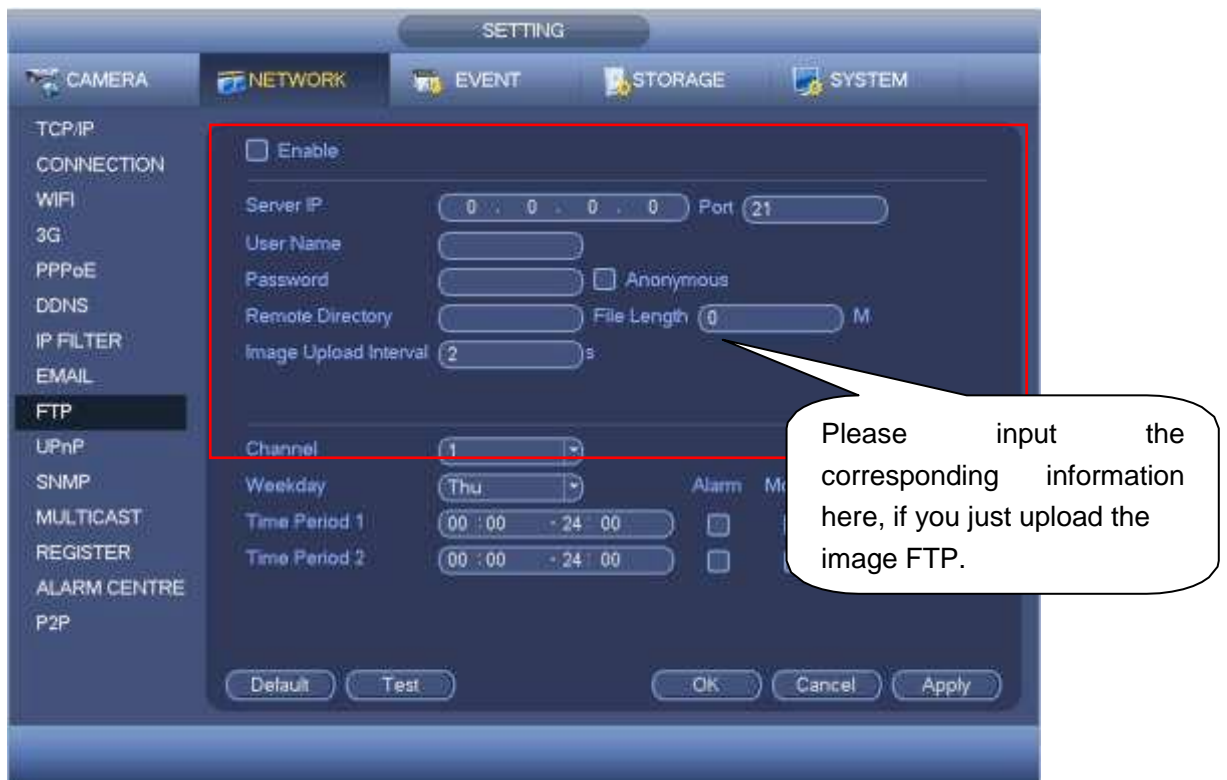 SETTING
CAMERA NETWORK EVENT STORAGE SYSTEM
TCP/IP
CONNECTION
WIFI
3G
PPPoE
DDNS
IP FILTER
EMAIL
FTP
UPnP
SNMP
MULTICAST
REGISTER
ALARM CENTRE
P2P
Enable
Server IP 0 . 0 . 0 . 0 Port 21
User Name
Password Anonymous
Remote Directory File Length 0 M
Image Upload Interval 2 s
Channel 1
Weekday Thu Alarm
Time Period 1 00 :00 - 24 : 00
Time Period 2 00 :00 - 24 : 00
Please input the
corresponding information
here, if you just upload the
image FTP.
Default Test OK Cancel Apply